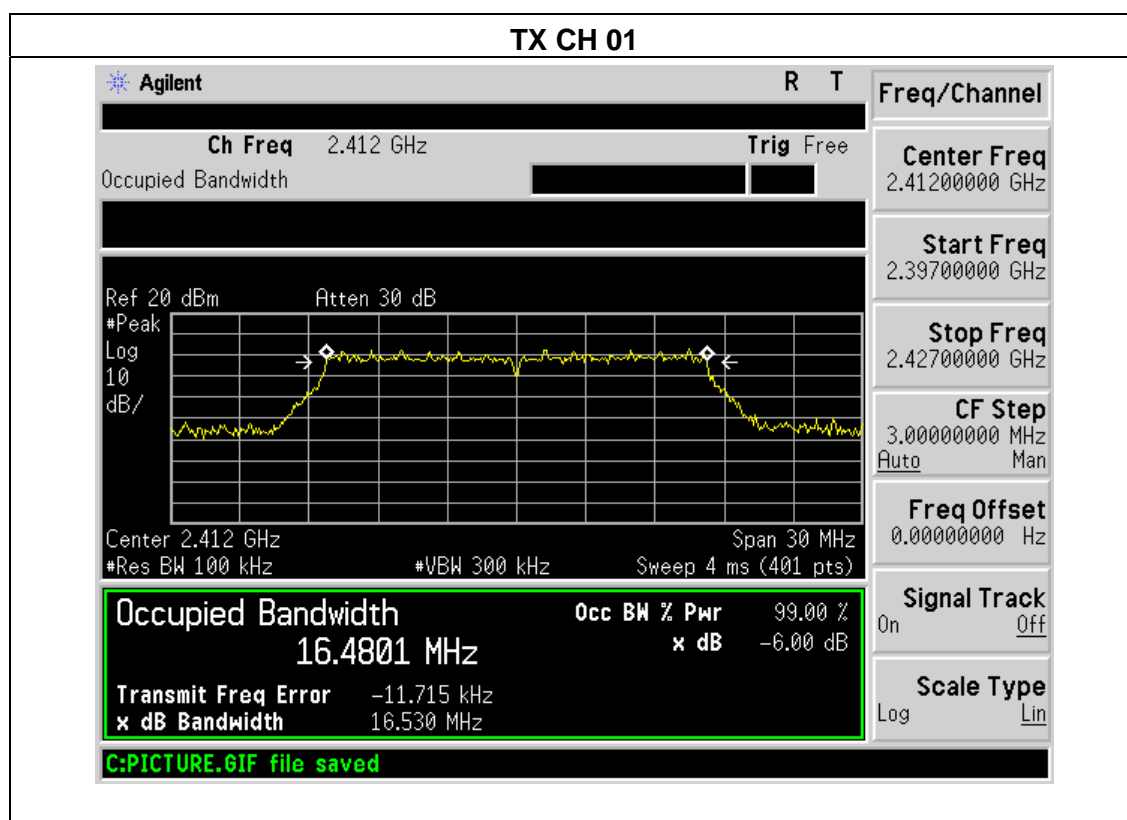 TX CH 01
Agilent R T
Ch Freq 2.412 GHz Trig Free
Occupied Bandwidth
Ref 20 dBm Atten 30 dB
#Peak
Log
10
dB/
Center 2.412 GHz Span 30 MHz
#Res BW 100 kHz #VBW 300 kHz Sweep 4 ms (401 pts)
Occupied Bandwidth Occ BW % Pwr 99.00 %
16.4801 MHz x dB -6.00 dB
Transmit Freq Error -11.715 kHz
x dB Bandwidth 16.530 MHz
C:PICTURE.GIF file saved
Freq/Channel
Center Freq
2.41200000 GHz
Start Freq
2.39700000 GHz
Stop Freq
2.42700000 GHz
CF Step
3.00000000 MHz
Auto Man
Freq Offset
0.00000000 Hz
Signal Track
On Off
Scale Type
Log Lin